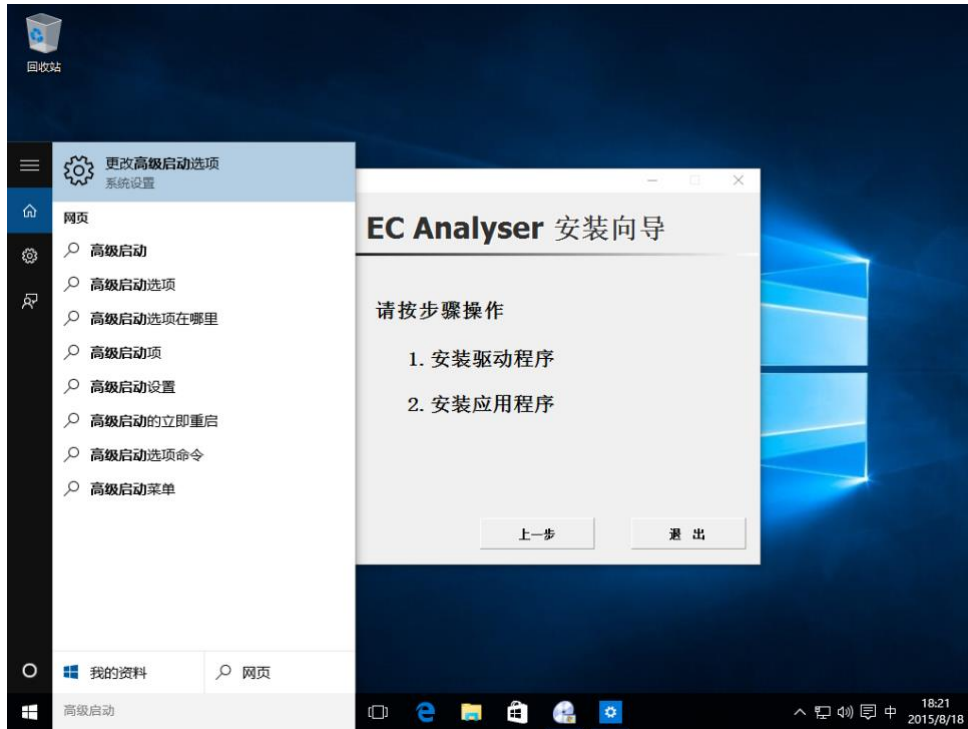 回收站
更改高级启动选项
系统设置
网页
高级启动
高级启动选项
高级启动选项在哪里
高级启动项
高级启动设置
高级启动的立即重启
高级启动选项命令
高级启动菜单
我的资料
网页
高级启动
EC Analyser 安装向导
请按步骤操作
1. 安装驱动程序
2. 安装应用程序
上一步
退 出
中
18:21
2015/8/18